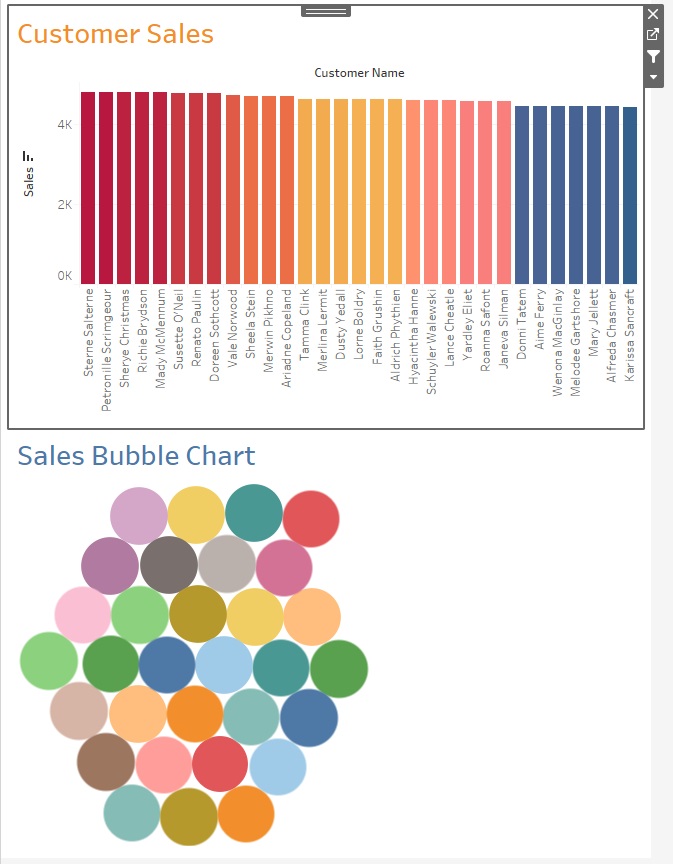 Customer Sales
Customer Name
Sales
4K
2K
0K
Sterne Salterne
Petronille Scrimgeour
Sherye Christmas
Richie Brydson
Mady McMennum
Susette O'Neil
Renato Paulin
Doreen Sothcott
Vale Norwood
Sheela Stein
Merwin Pikhno
Ariadne Copeland
Tamma Clink
Merlina Lermit
Dusty Yedall
Lorne Boldry
Faith Grushin
Aldrich Phythien
Hyacintha Hanne
Schuyler Walewski
Lance Cheatle
Yardley Eliet
Roanna Safont
Janeva Silman
Donni Tatem
Aime Ferry
Wenona MacGinlay
Melodee Gartshore
Mary Jellett
Alfreda Chasmer
Karissa Sancraft
Sales Bubble Chart